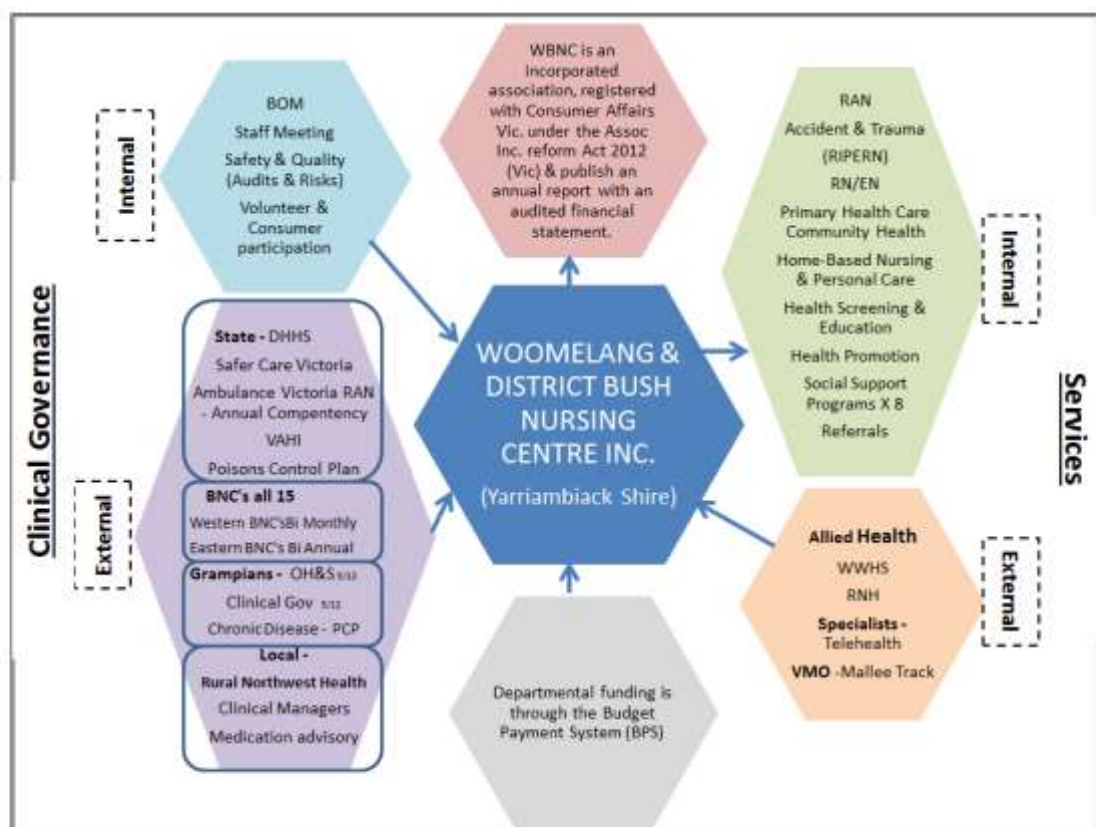 Clinical Governance
Internal
BOM
Staff Meeting
Safety & Quality
(Audits & Risks)
Volunteer &
Consumer
participation
External
State - DHHS
Safer Care Victoria
Ambulance Victoria RAN
- Annual Compentency
VAHI
Poisons Control Plan
BNC's all 15
Western BNC'sBi Monthly
Eastern BNC's Bi Annual
Grampians - OH&S
Clinical Gov
Chronic Disease - PCP
Local -
Rural Northwest Health
Clinical Managers
Medication advisory
WBNC is an
Incorporated
association, registered
with Consumer Affairs
Vic. under the Assoc
Inc. reform Act 2012
(Vic) & publish an
annual report with an
audited financial
statement.
WOOMELANG &
DISTRICT BUSH
NURSING
CENTRE INC.
(Yarriambiack Shire)
Departmental funding is
through the Budget
Payment System (BPS)
Services
Internal
RAN
Accident & Trauma
(RIPERN)
RN/EN
Primary Health Care
Community Health
Home-Based Nursing
& Personal Care
Health Screening &
Education
Health Promotion
Social Support
Programs X 8
Referrals
External
Allied Health
WWHS
RNH
Specialists -
Telehealth
VMO -Mallee Track